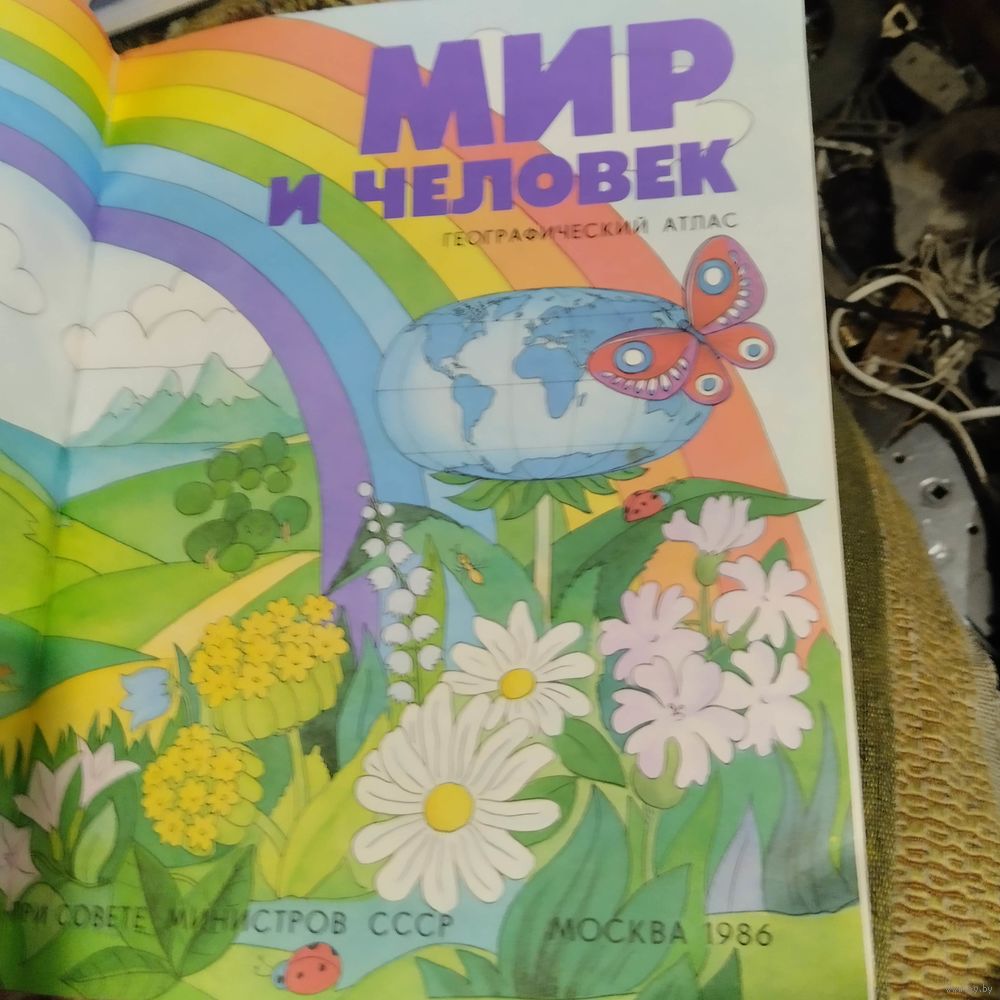 МИР
И ЧЕЛОВЕК
ГЕОГРАФИЧЕСКИЙ АТЛАС
ПРИ СОВЕТЕ МИНИСТРОВ СССР МОСКВА 1986